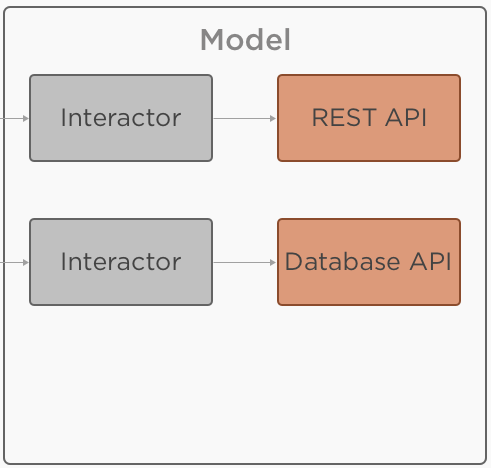 Model
Interactor
REST API
Interactor
Database API